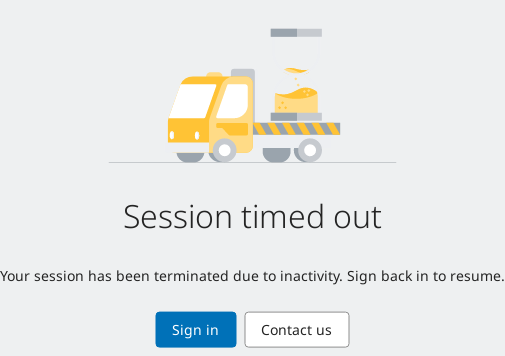 Session timed out
Your session has been terminated due to inactivity. Sign back in to resume.
Sign in
Contact us